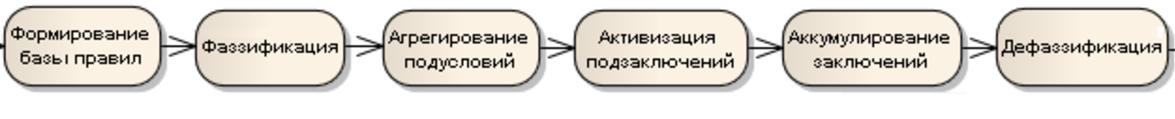 Формирование
базы правил
Фаззификация
Агрегирование
подусловий
Активизация
подзаключений
Аккумулирование
заключений
Дефаззификация